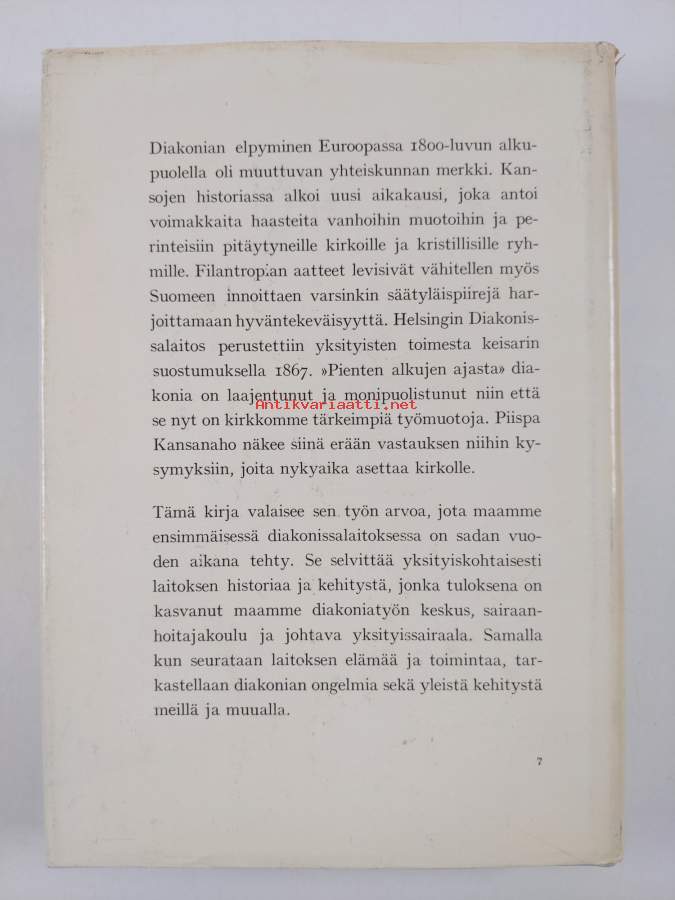 Diakonian elpyminen Euroopassa 1800-luvun alku-
puolella oli muuttuvan yhteiskunnan merkki. Kan-
sojen historiassa alkoi uusi aikakausi, joka antoi
voimakkaita haasteita vanhoihin muotoihin ja pe-
rinteisiin pitäytyneille kirkoille ja kristillisille ryh-
mille. Filantropian aatteet levisivät vähitellen myös
Suomeen innoittaen varsinkin säätyläispiirejä har-
joittamaan hyväntekeväisyyttä. Helsingin Diakonis-
salaitos perustettiin yksityisten toimesta keisarin
suostumuksella 1867. »Pienten alkujen ajasta» dia-
konia on laajentunut ja monipuolistunut niin että
Antikvariaatti.net
se nyt on kirkkomme tärkeimpiä työmuotoja. Piispa
Kansanaho näkee siinä erään vastauksen niihin ky-
symyksiin, joita nykyaika asettaa kirkolle.
Tämä kirja valaisee sen työn arvoa, jota maamme
ensimmäisessä diakonissalaitoksessa on sadan vuo-
den aikana tehty. Se selvittää yksityiskohtaisesti
laitoksen historiaa ja kehitystä, jonka tuloksena on
kasvanut maamme diakoniatyön keskus, sairaan-
hoitajakoulu ja johtava yksityissairaala. Samalla
kun seurataan laitoksen elämää ja toimintaa, tar-
kastellaan diakonian ongelmia sekä yleistä kehitystä
meillä ja muualla.
7